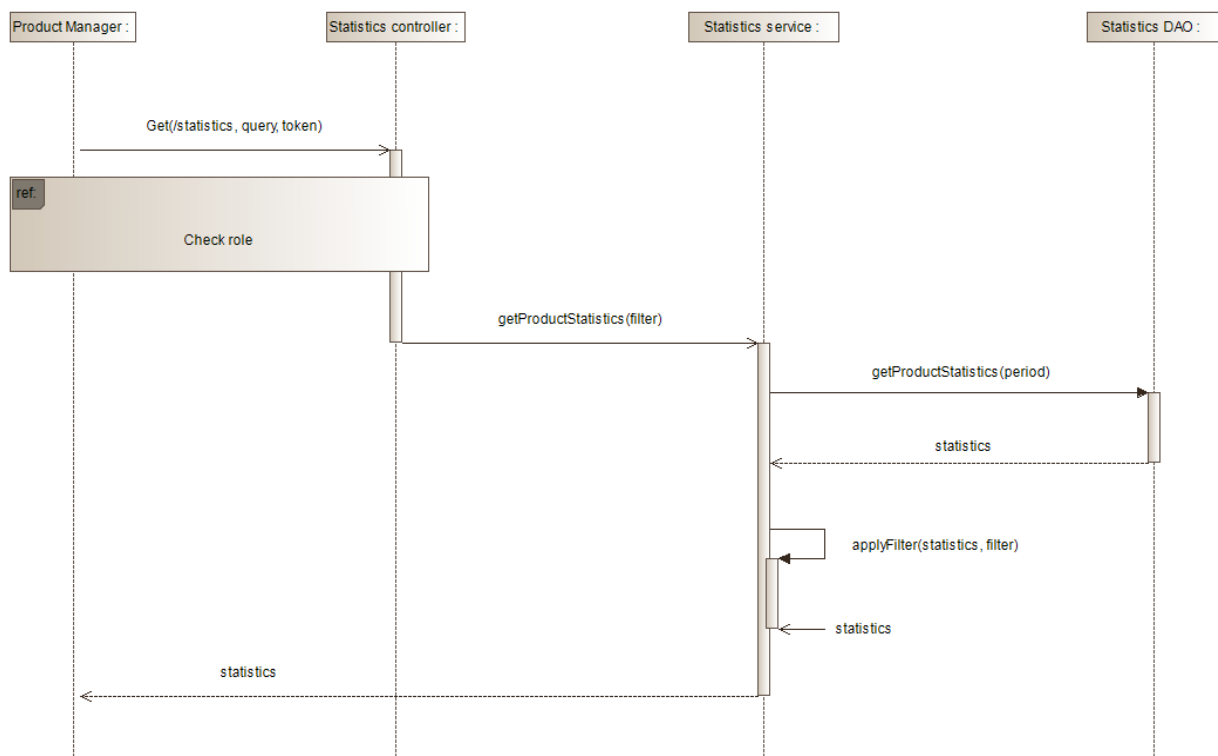 Product Manager :
Statistics controller :
Statistics service :
Statistics DAO :
Get(/statistics, query, token)
ref:
Check role
getProductStatistics(filter)
getProductStatistics(period)
statistics
applyFilter(statistics, filter)
statistics
statistics